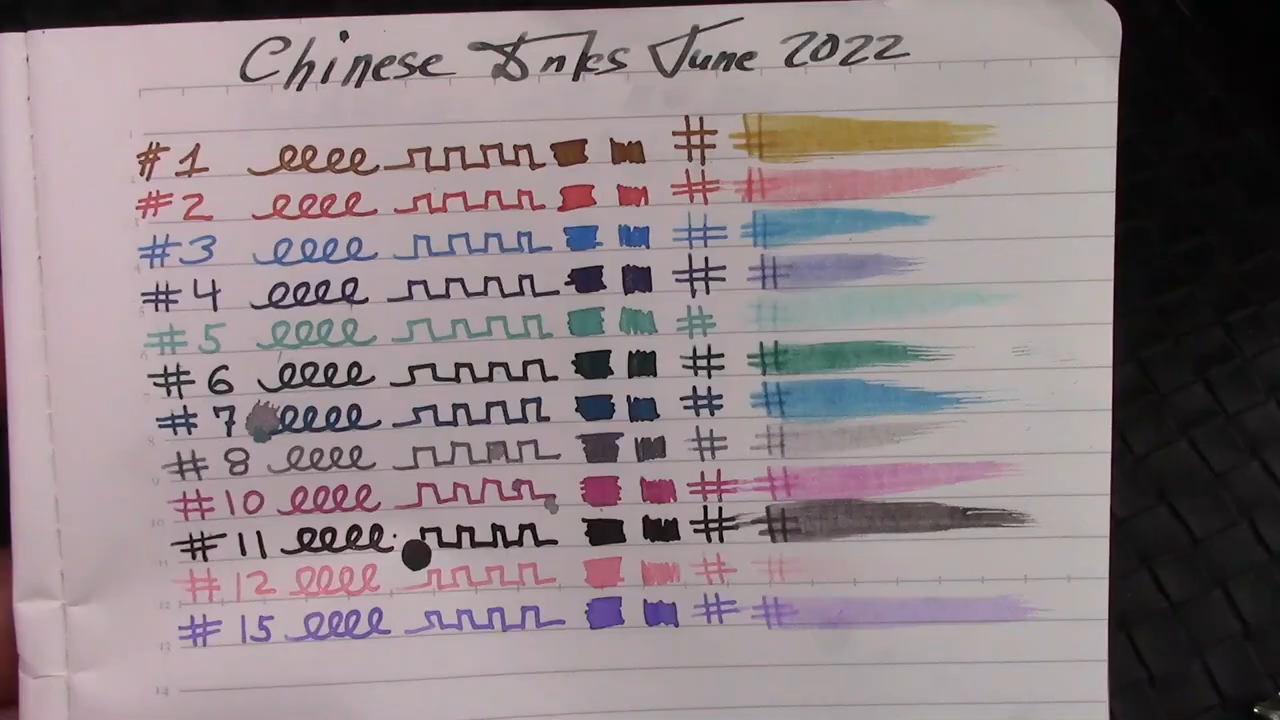 Chinese Inks June 2022
#1 eeee #
#2 eeee #
#3 eeee #
#4 eeee #
#5 eeee #
#6 eeee #
#7 eeee #
#8 eeee #
#10 eeee #
#11 eeee #
#12 eeee #
#15 eeee #
14